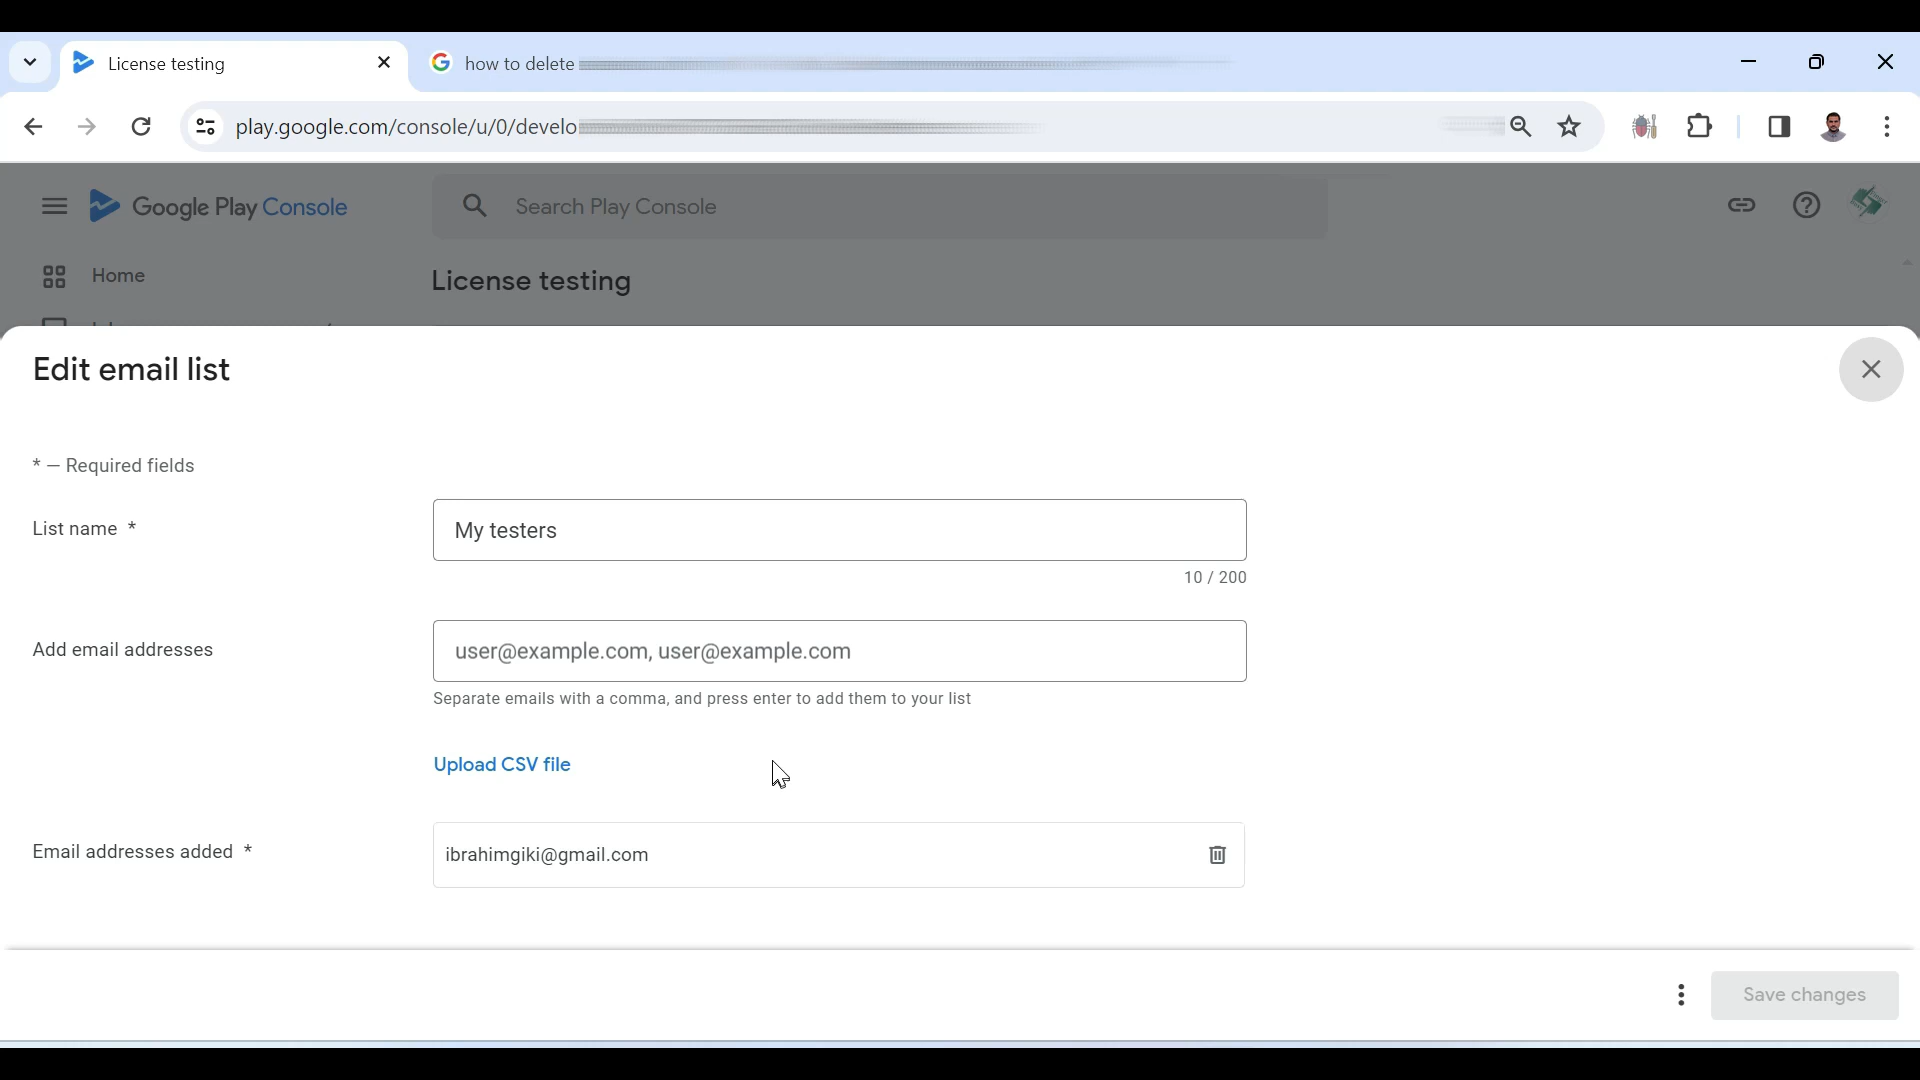 License testing
how to delete
play.google.com/console/u/0/develo
Google Play Console
Search Play Console
Home
License testing
Edit email list
* — Required fields
List name *
My testers
10 / 200
Add email addresses
user@example.com, user@example.com
Separate emails with a comma, and press enter to add them to your list
Upload CSV file
Email addresses added *
ibrahimgiki@gmail.com
Save changes